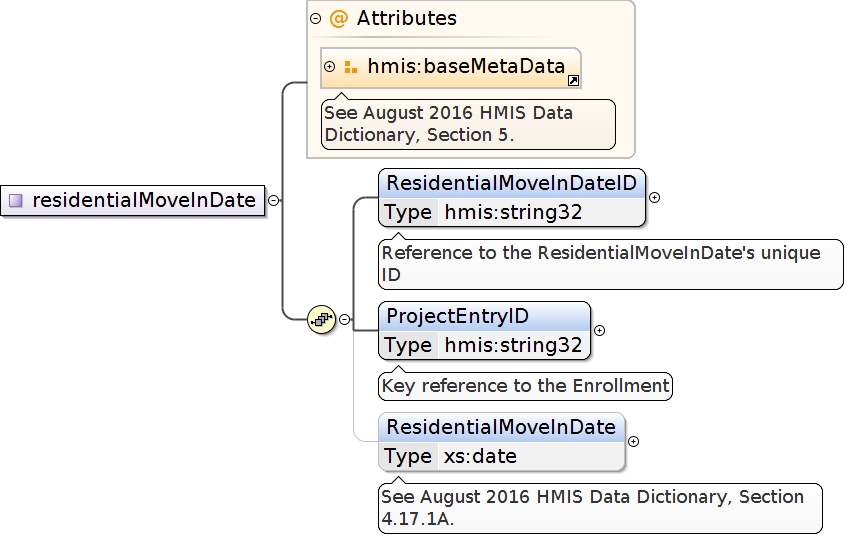 @ Attributes
hmis:baseMetaData
See August 2016 HMIS Data
Dictionary, Section 5.
residentialMoveInDate
ResidentialMoveInDateID
Type hmis:string32
Reference to the ResidentialMoveInDate's unique
ID
ProjectEntryID
Type hmis:string32
Key reference to the Enrollment
ResidentialMoveInDate
Type xs:date
See August 2016 HMIS Data Dictionary, Section
4.17.1A.